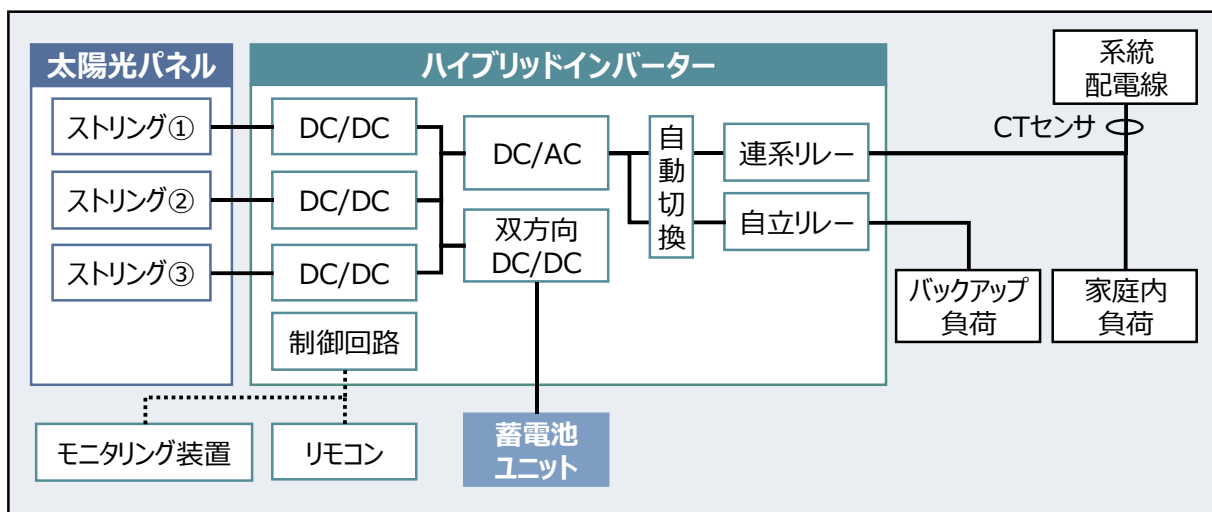 太陽光パネル
ストリング①
ストリング②
ストリング③
ハイブリッドインバーター
DC/DC
DC/DC
DC/DC
制御回路
DC/AC
双方向
DC/DC
自動切換
連系リレー
自立リレー
系統
配電線
CTセンサ
バックアップ
負荷
家庭内
負荷
モニタリング装置
リモコン
蓄電池
ユニット